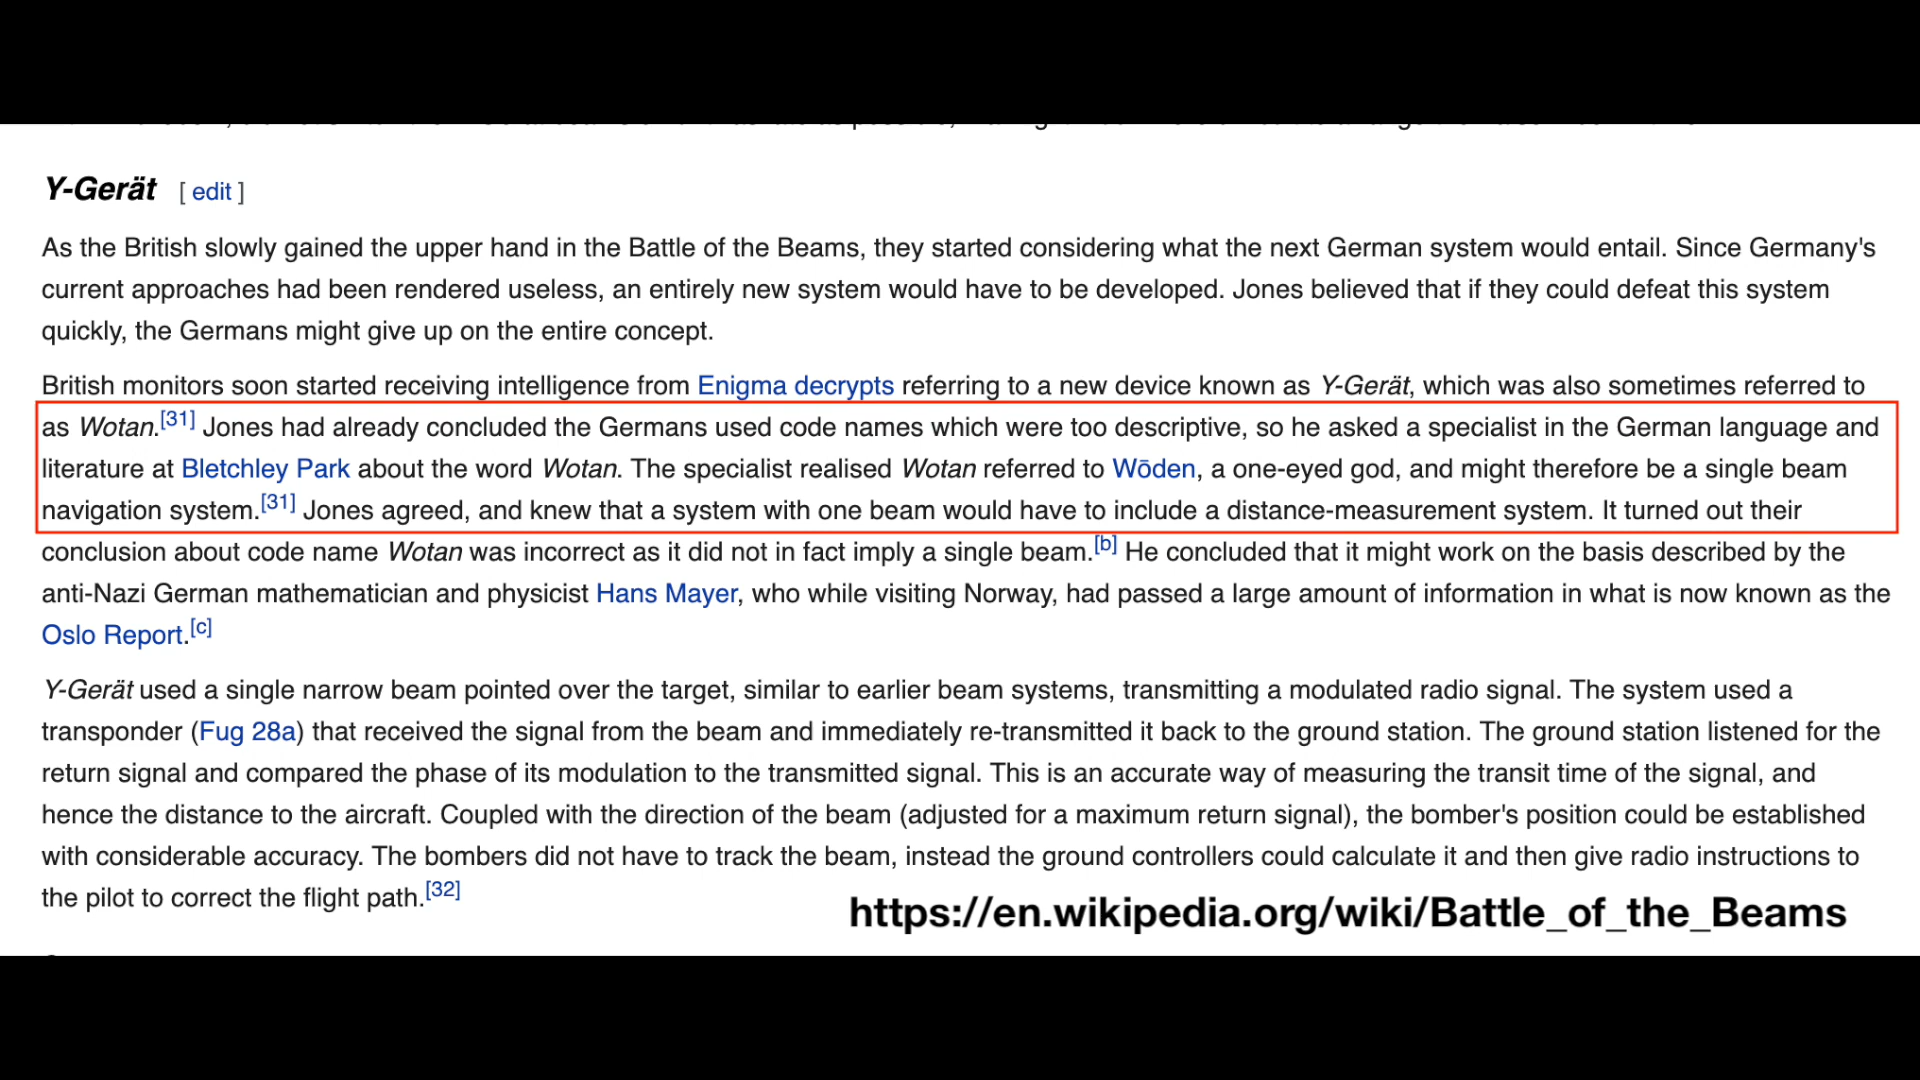 Y-Gerät [ edit ]
As the British slowly gained the upper hand in the Battle of the Beams, they started considering what the next German system would entail. Since Germany's
current approaches had been rendered useless, an entirely new system would have to be developed. Jones believed that if they could defeat this system
quickly, the Germans might give up on the entire concept.
British monitors soon started receiving intelligence from Enigma decrypts referring to a new device known as Y-Gerät, which was also sometimes referred to
as Wotan.[31] Jones had already concluded the Germans used code names which were too descriptive, so he asked a specialist in the German language and
literature at Bletchley Park about the word Wotan. The specialist realised Wotan referred to Wōden, a one-eyed god, and might therefore be a single beam
navigation system.[31] Jones agreed, and knew that a system with one beam would have to include a distance-measurement system. It turned out their
conclusion about code name Wotan was incorrect as it did not in fact imply a single beam.[b] He concluded that it might work on the basis described by the
anti-Nazi German mathematician and physicist Hans Mayer, who while visiting Norway, had passed a large amount of information in what is now known as the
Oslo Report.[c]
Y-Gerät used a single narrow beam pointed over the target, similar to earlier beam systems, transmitting a modulated radio signal. The system used a
transponder (Fug 28a) that received the signal from the beam and immediately re-transmitted it back to the ground station. The ground station listened for the
return signal and compared the phase of its modulation to the transmitted signal. This is an accurate way of measuring the transit time of the signal, and
hence the distance to the aircraft. Coupled with the direction of the beam (adjusted for a maximum return signal), the bomber's position could be established
with considerable accuracy. The bombers did not have to track the beam, instead the ground controllers could calculate it and then give radio instructions to
the pilot to correct the flight path.[32]
https://en.wikipedia.org/wiki/Battle_of_the_Beams